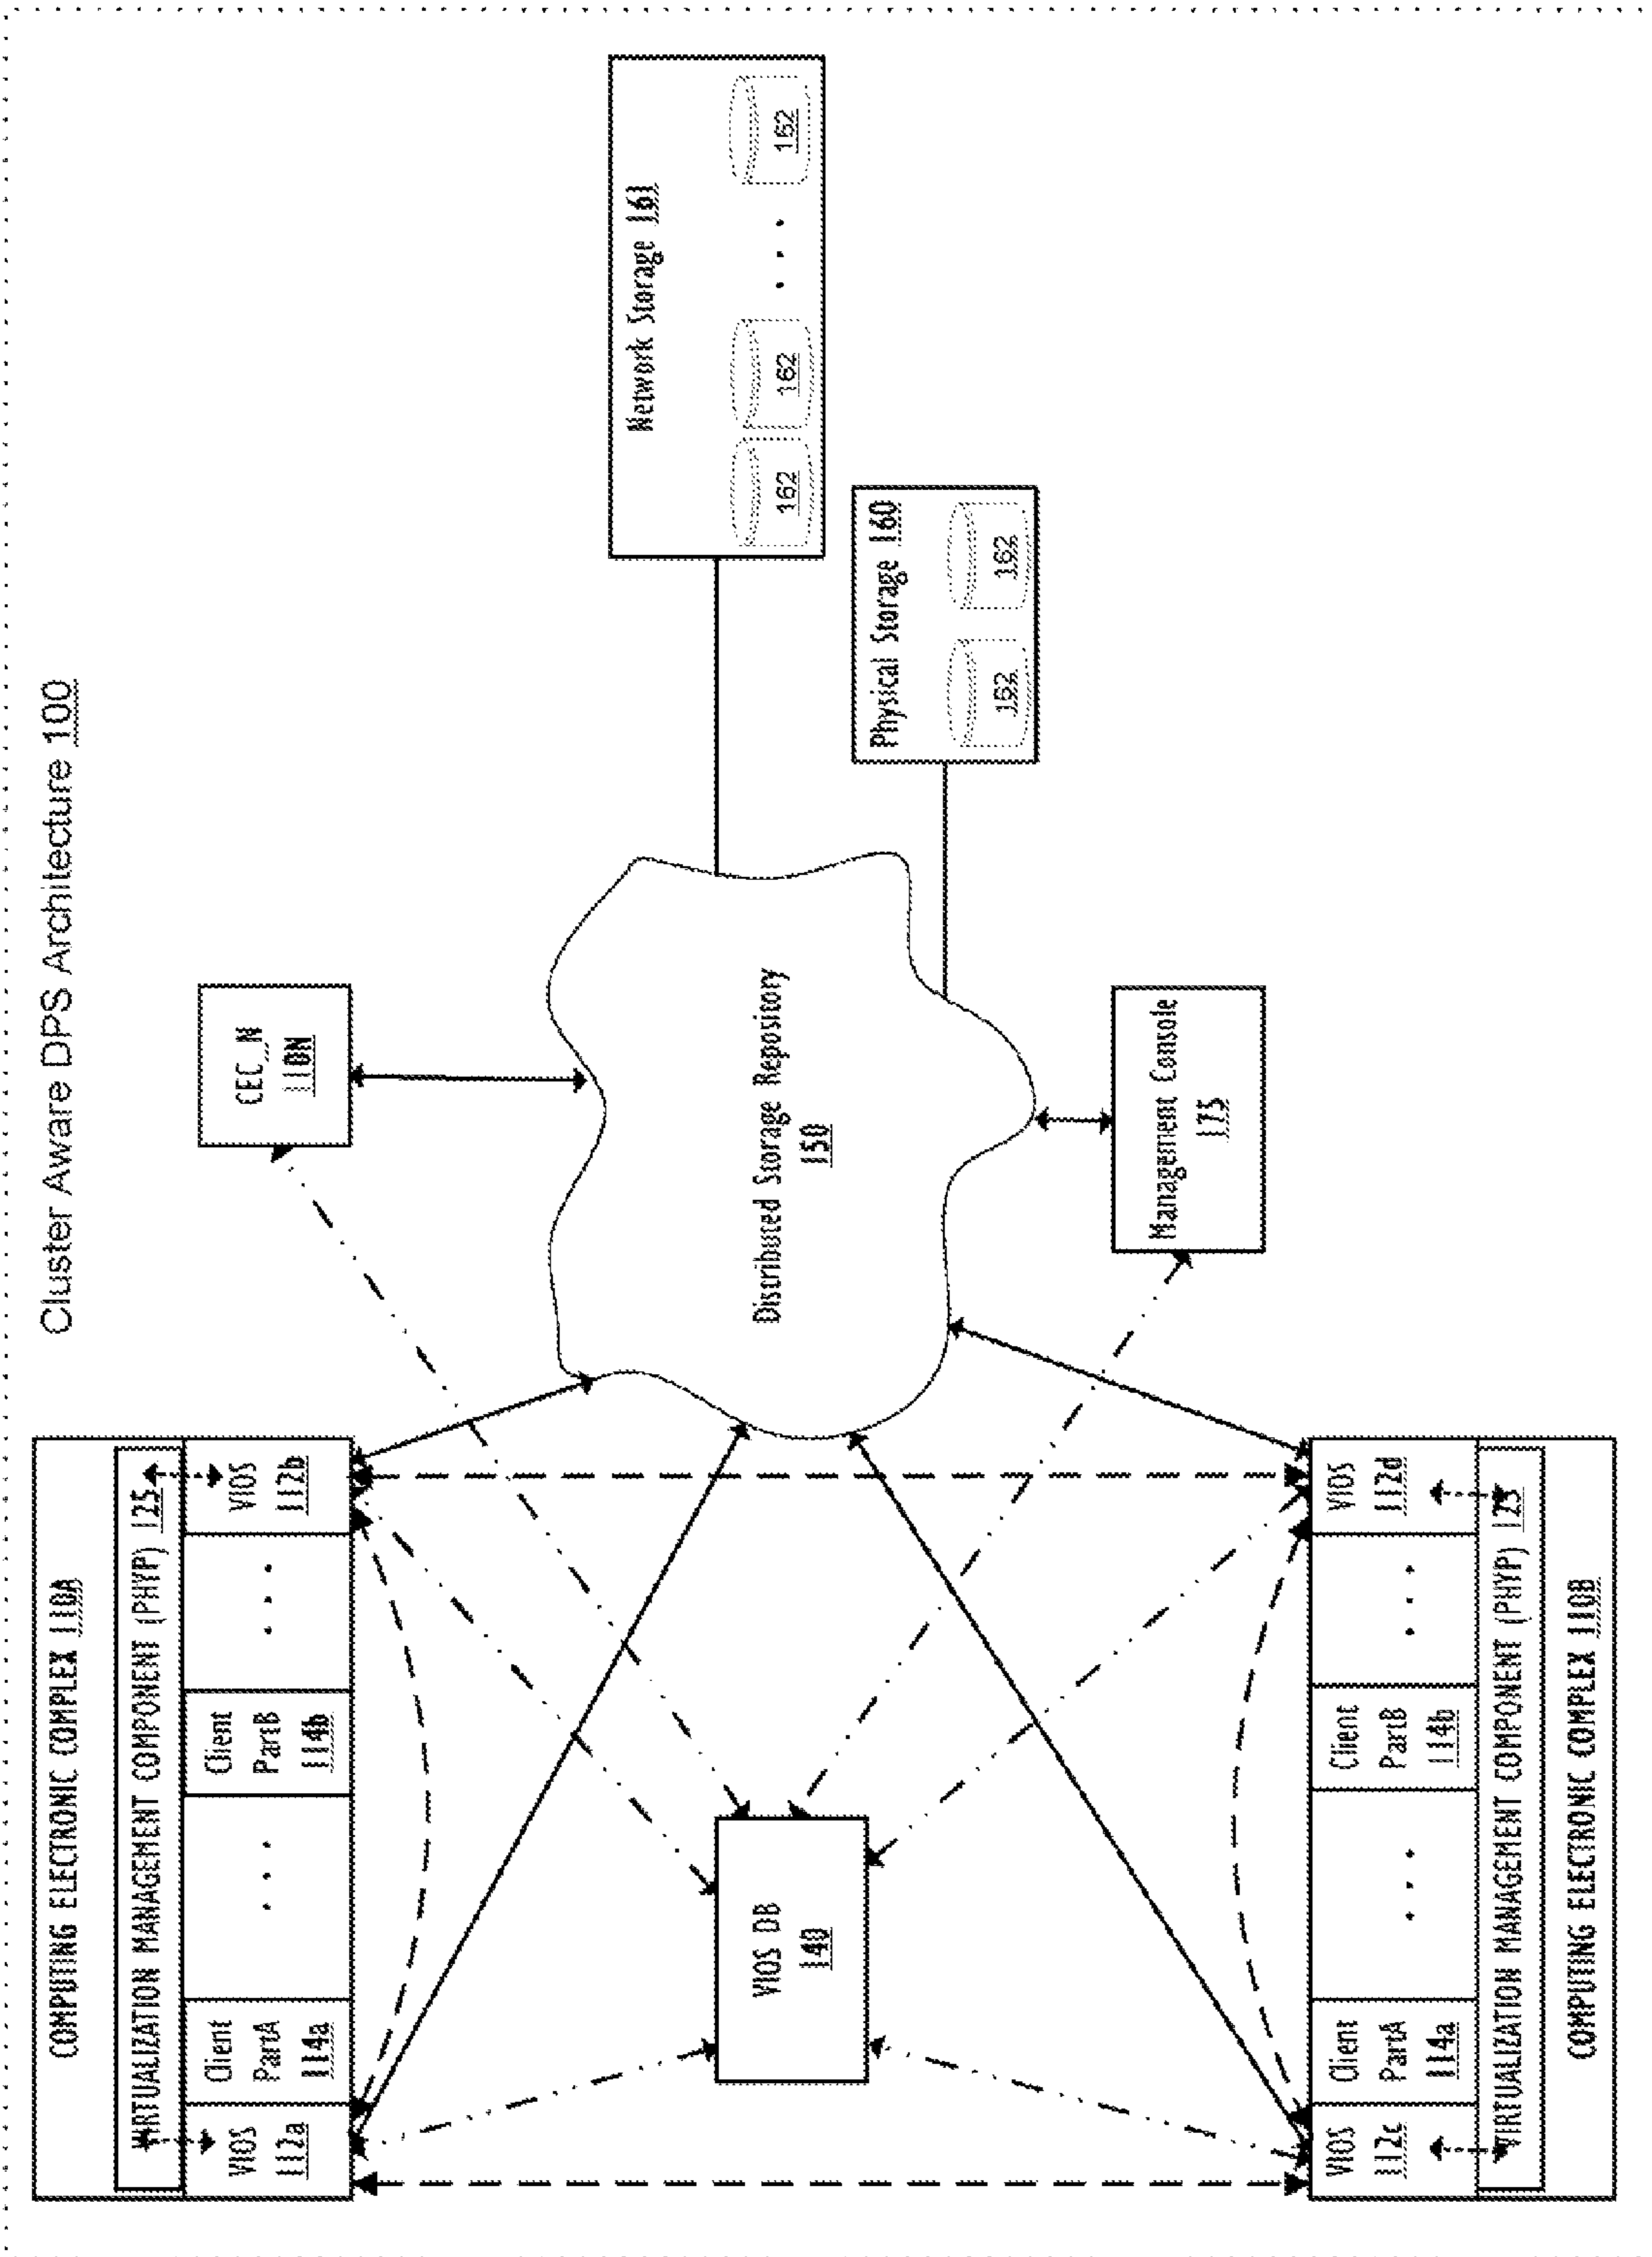 Cluster Aware DPS Architecture 100
COMPUTING ELECTRONIC COMPLEX 110A
VIRTUALIZATION MANAGEMENT COMPONENT (PHYP) 125
VIOS
112a
Client
PartA
114a
. . .
Client
PartB
114b
. . .
VIOS
112b
CEC_N
110N
Network Storage 161
162
162
. . .
162
Physical Storage 160
162
162
Distributed Storage Repository
150
VIOS DB
140
Management Console
175
VIOS
112c
Client
PartA
114a
. . .
Client
PartB
114b
. . .
VIOS
112d
VIRTUALIZATION MANAGEMENT COMPONENT (PHYP) 125
COMPUTING ELECTRONIC COMPLEX 110B